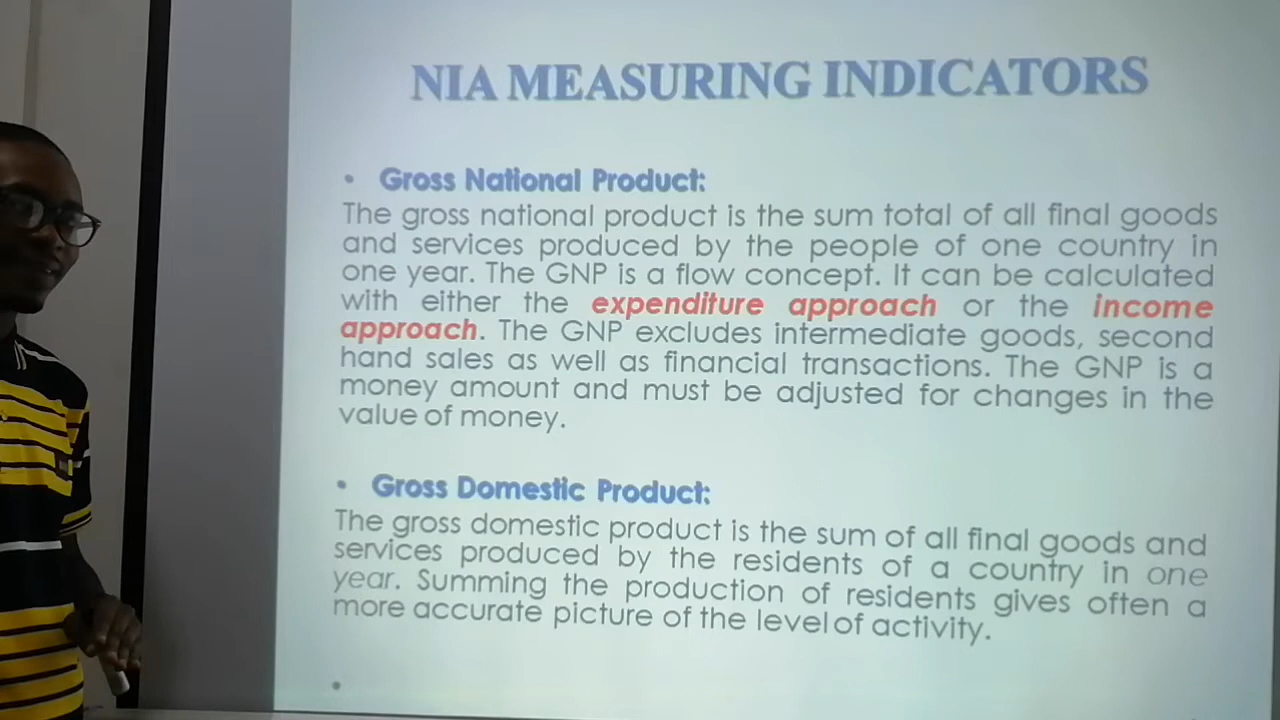 NIA MEASURING INDICATORS
• Gross National Product:
The gross national product is the sum total of all final goods
and services produced by the people of one country in
one year. The GNP is a flow concept. It can be calculated
with either the expenditure approach or the income
approach. The GNP excludes intermediate goods, second
hand sales as well as financial transactions. The GNP is a
money amount and must be adjusted for changes in the
value of money.
• Gross Domestic Product:
The gross domestic product is the sum of all final goods and
services produced by the residents of a country in one
year. Summing the production of residents gives often a
more accurate picture of the level of activity.
•